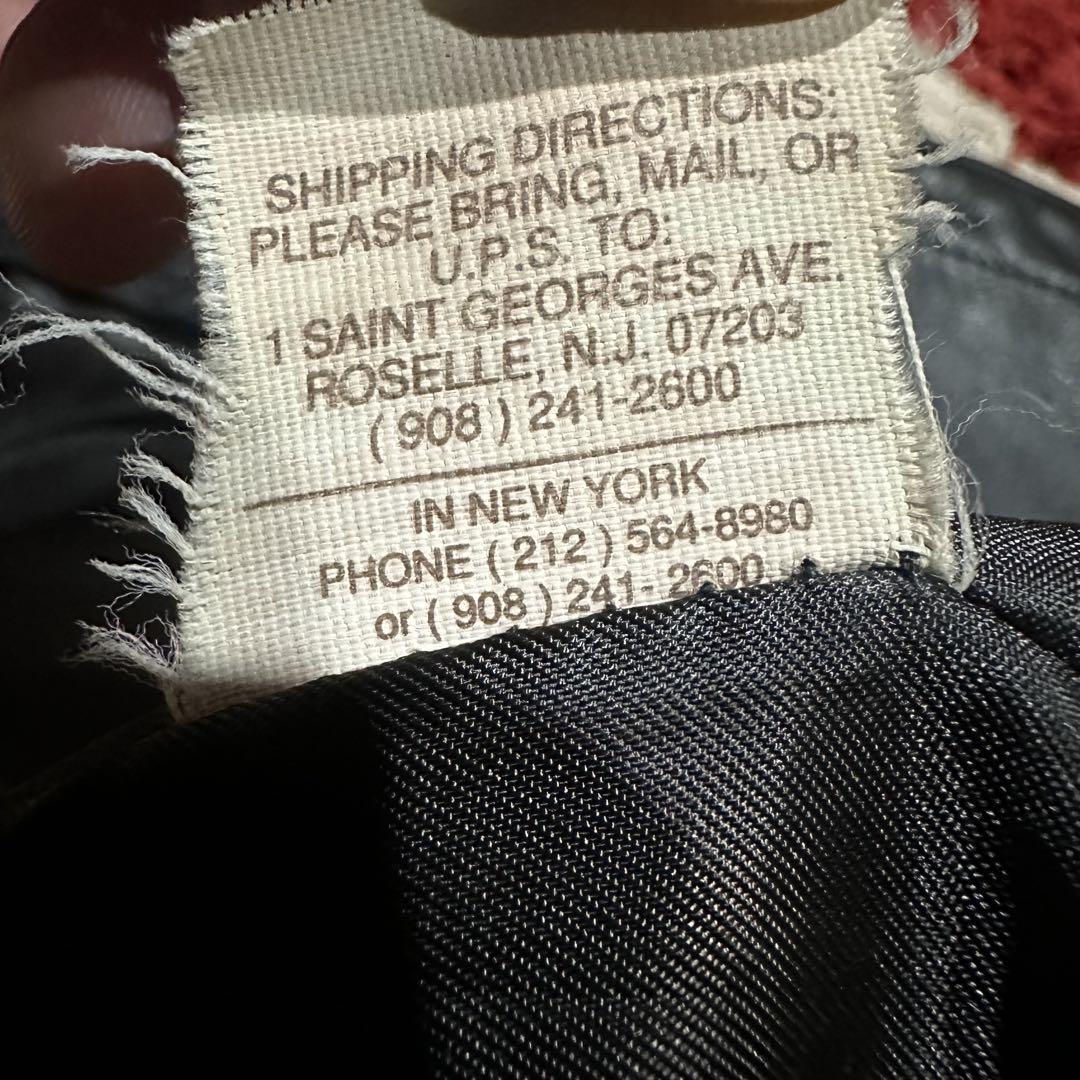 SHIPPING DIRECTIONS:
PLEASE BRING, MAIL, OR
U.P.S. TO:
1 SAINT GEORGES AVE.
ROSELLE, N.J. 07203
( 908 ) 241-2600
IN NEW YORK
PHONE ( 212 ) 564-8980
or ( 908 ) 241- 2600